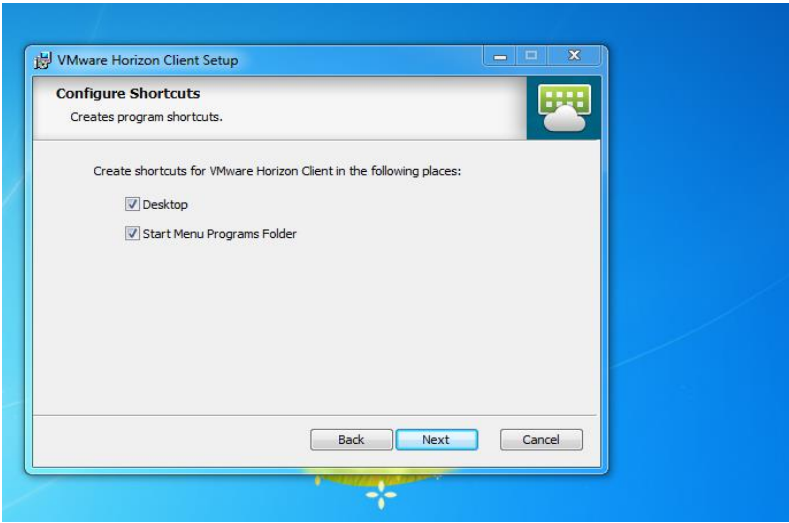 VMware Horizon Client Setup
Configure Shortcuts
Creates program shortcuts.
Create shortcuts for VMware Horizon Client in the following places:
Desktop
Start Menu Programs Folder
Back Next Cancel